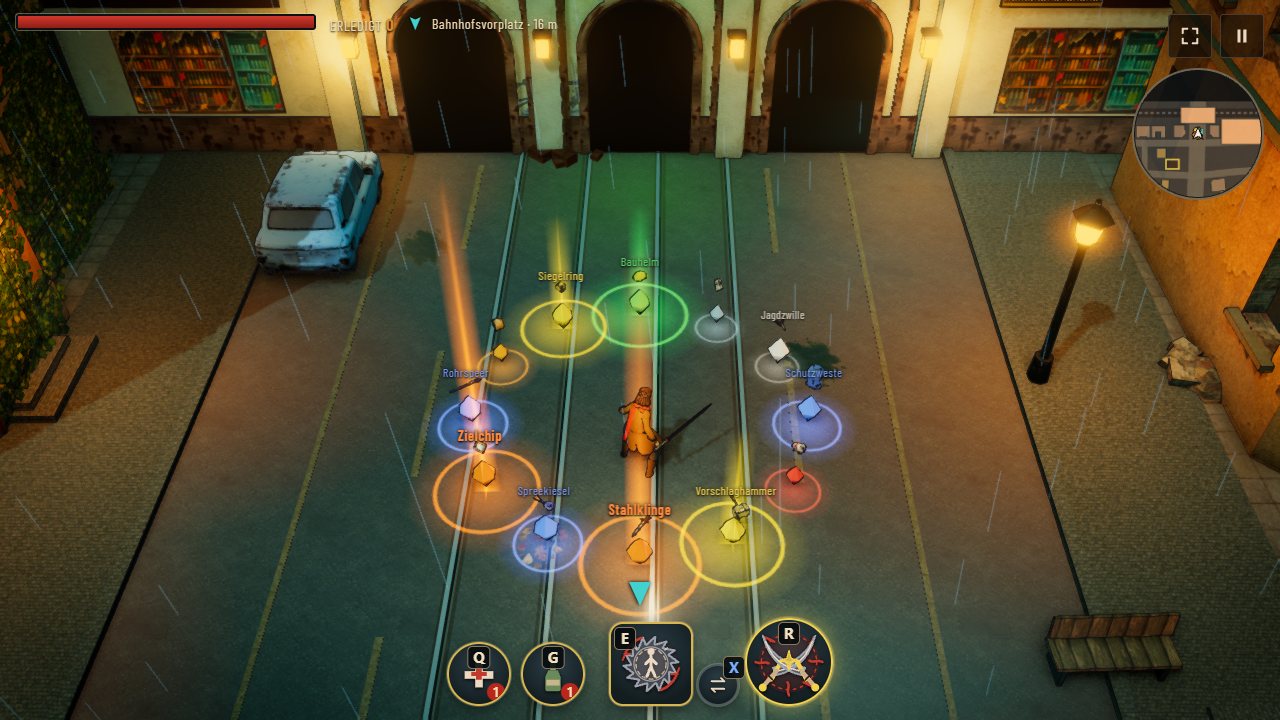 ERLEDIGT 0
Bahnhofsvorplatz · 16 m
Siegelring
Bauhelm
Jagdzwille
Rohrspeer
Schutzweste
Zielchip
Spreekiesel
Vorschlaghammer
Stahlklinge
Q
1
G
1
E
X
R